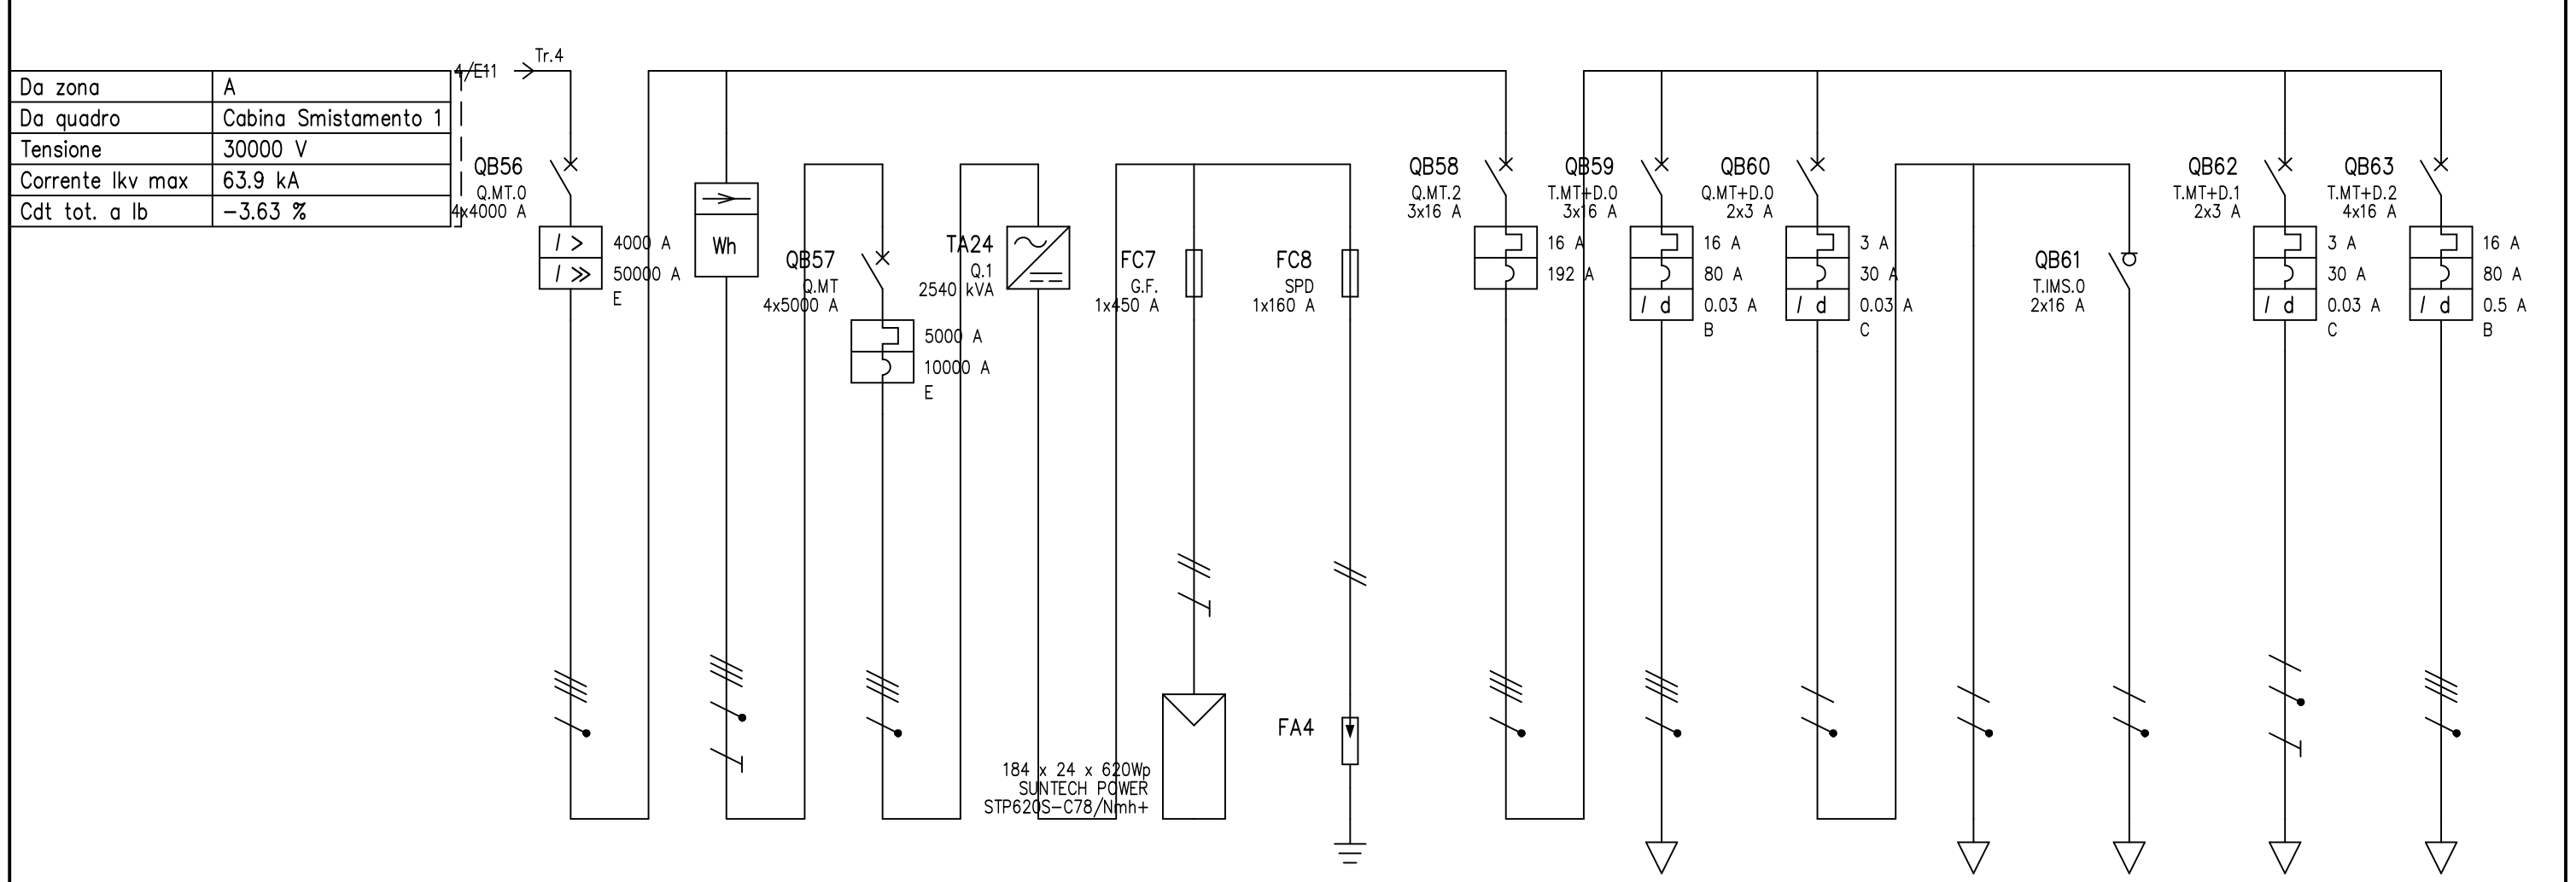 Da zona A
Da quadro Cabina Smistamento 1
Tensione 30000 V
Corrente Ikv max 63.9 kA
Cdt tot. a Ib -3.63 %
4/E11
Tr.4
QB56
Q.MT.0
4x4000 A
I > 4000 A
I >> 50000 A
E
Wh
QB57
Q.MT
4x5000 A
5000 A
10000 A
E
TA24
Q.1
2540 kVA
FC7
G.F.
1x450 A
184 x 24 x 620Wp
SUNTECH POWER
STP620S-C78/Nmh+
FC8
SPD
1x160 A
FA4
QB58
Q.MT.2
3x16 A
16 A
192 A
QB59
T.MT+D.0
3x16 A
16 A
80 A
I d 0.03 A
B
QB60
Q.MT+D.0
2x3 A
3 A
30 A
I d 0.03 A
C
QB61
T.IMS.0
2x16 A
QB62
T.MT+D.1
2x3 A
3 A
30 A
I d 0.03 A
C
QB63
T.MT+D.2
4x16 A
16 A
80 A
I d 0.5 A
B